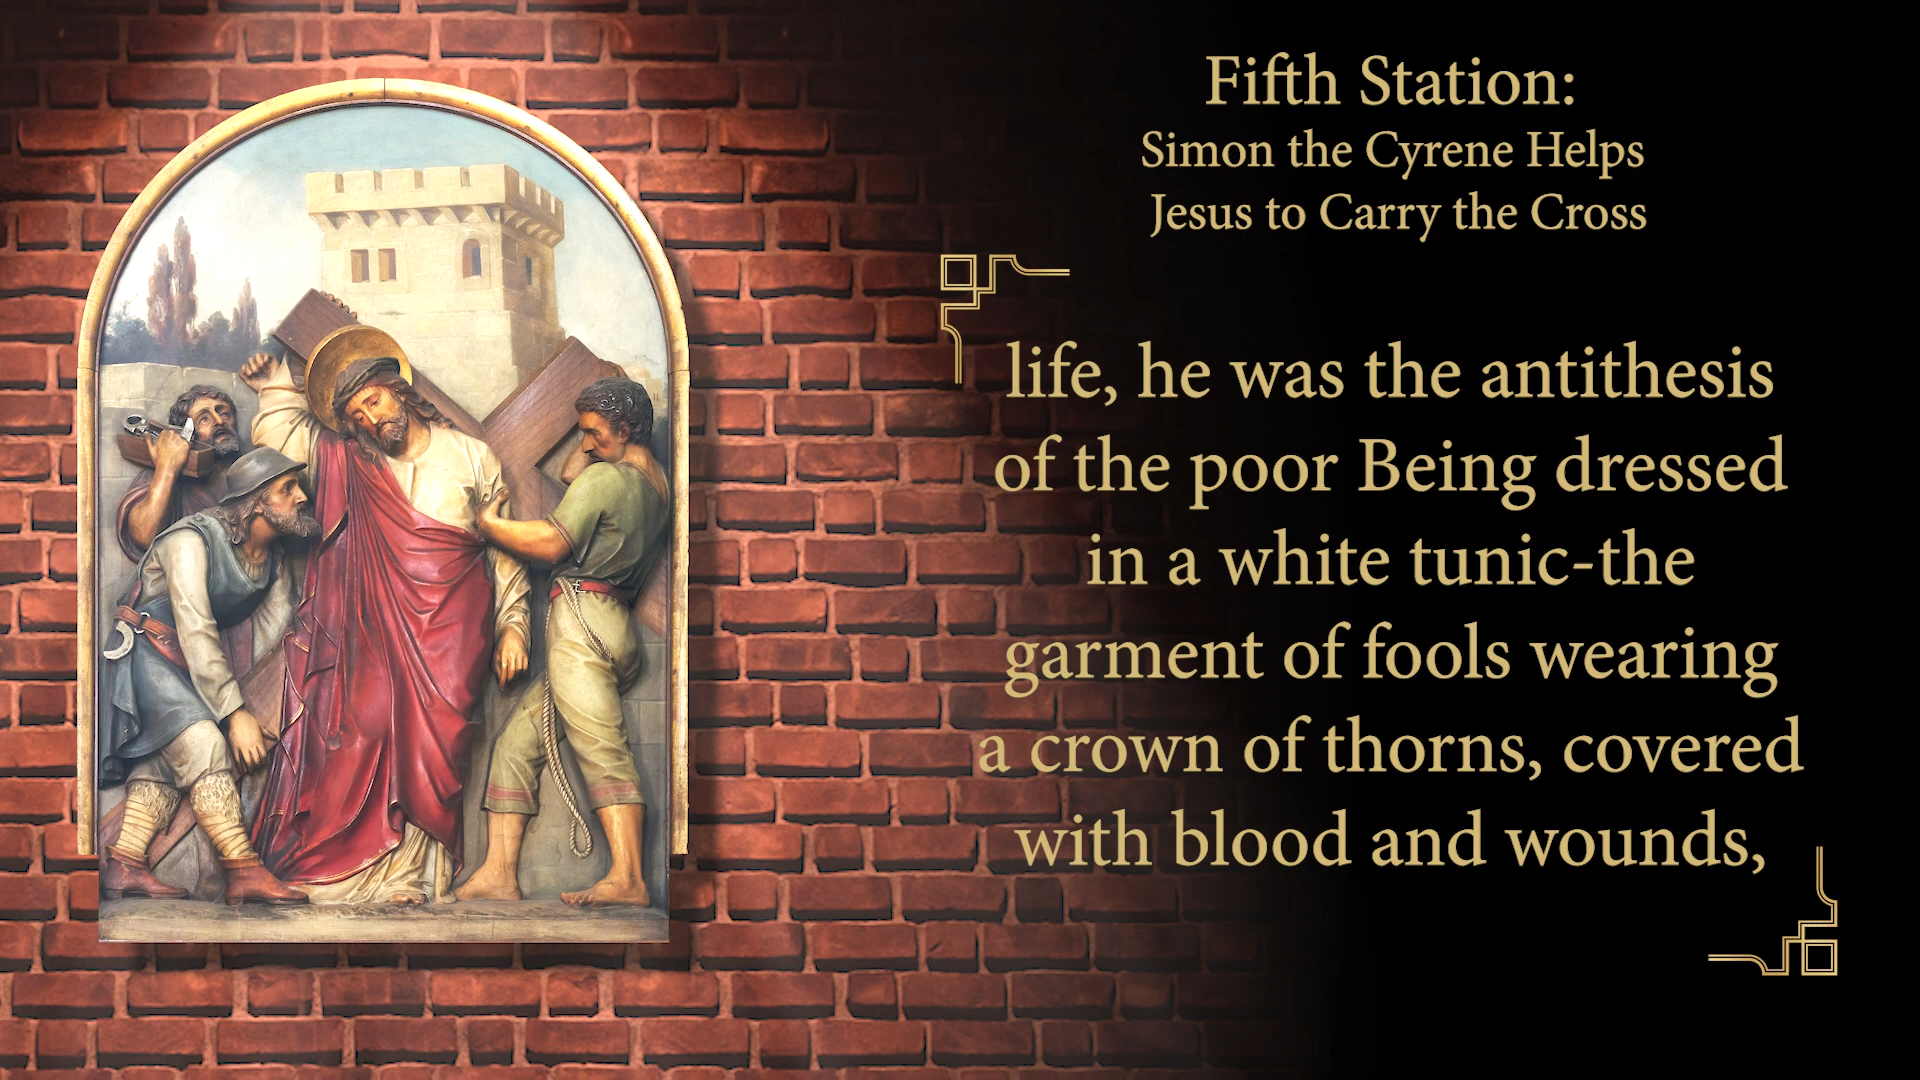 Fifth Station:
Simon the Cyrene Helps
Jesus to Carry the Cross
life, he was the antithesis
of the poor Being dressed
in a white tunic-the
garment of fools wearing
a crown of thorns, covered
with blood and wounds,